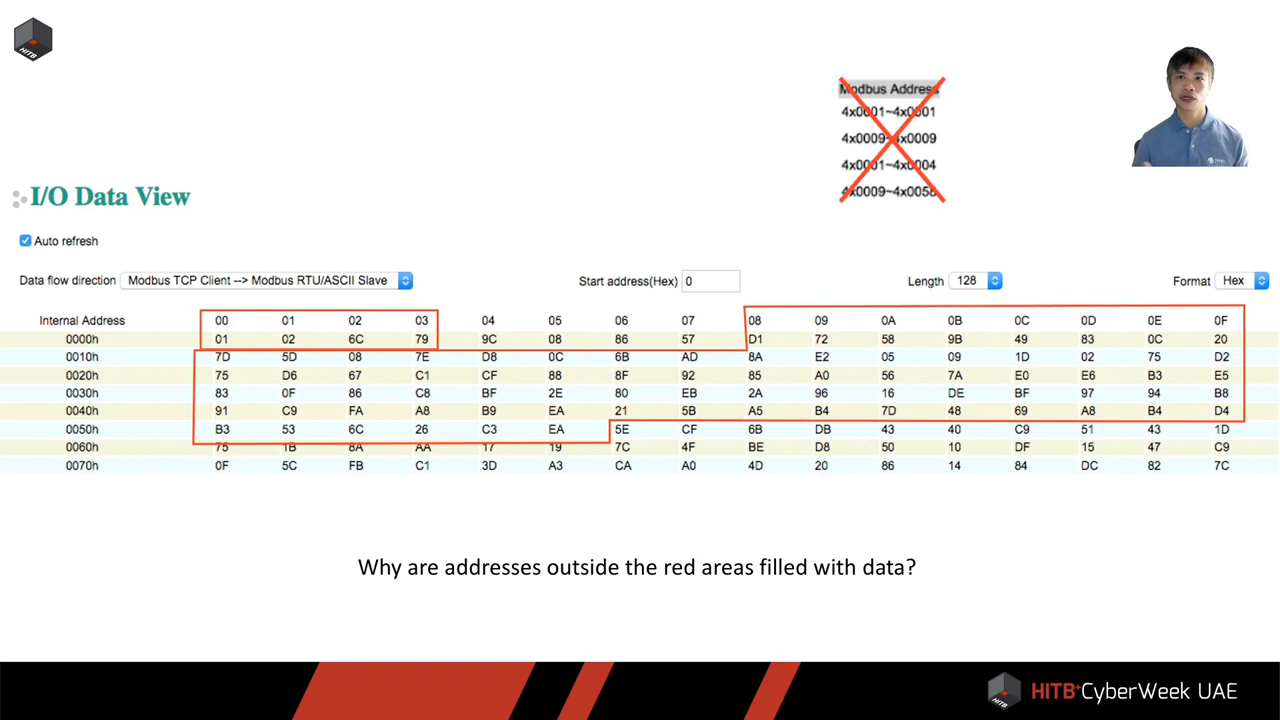 HITB
Modbus Address
4x0001~4x0001
4x0009~4x0009
4x0001~4x0004
4x0009~4x0058
I/O Data View
Auto refresh
Data flow direction Modbus TCP Client --> Modbus RTU/ASCII Slave Start address(Hex) 0 Length 128 Format Hex
Internal Address 00 01 02 03 04 05 06 07 08 09 0A 0B 0C 0D 0E 0F
0000h 01 02 6C 79 9C 08 86 57 D1 72 58 9B 49 83 0C 20
0010h 7D 5D 08 7E D8 0C 6B AD 8A E2 05 09 1D 02 75 D2
0020h 75 D6 67 C1 CF 88 8F 92 85 A0 56 7A E0 E6 B3 E5
0030h 83 0F 86 C8 BF 2E 80 EB 2A 96 16 DE BF 97 94 B8
0040h 91 C9 FA A8 B9 EA 21 5B A5 B4 7D 48 69 A8 B4 D4
0050h B3 53 6C 26 C3 EA 5E CF 6B DB 43 40 C9 51 43 1D
0060h 75 1B 8A AA 17 19 7C 4F BE D8 50 10 DF 15 47 C9
0070h 0F 5C FB C1 3D A3 CA A0 4D 20 86 14 84 DC 82 7C
Why are addresses outside the red areas filled with data?
HITB+CyberWeek UAE